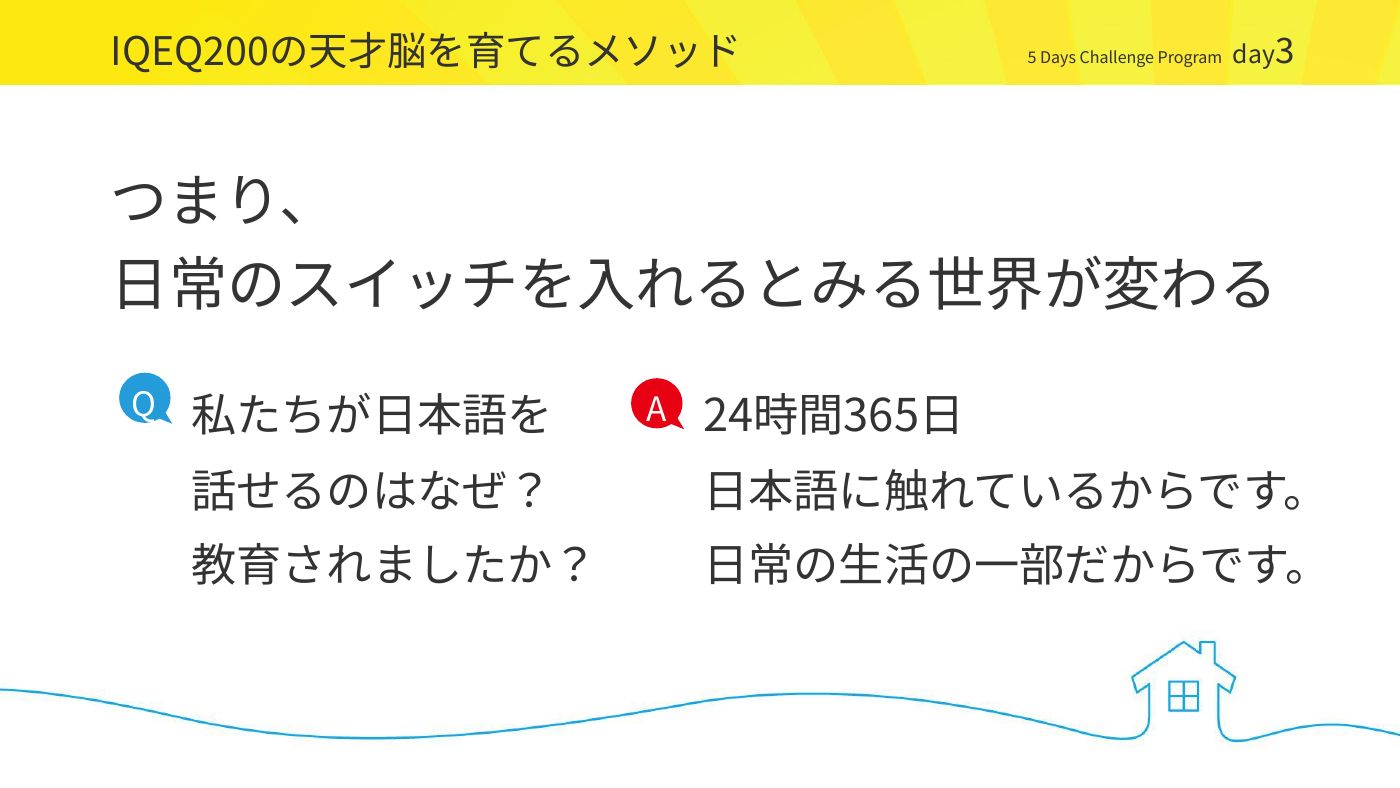 IQEQ200の天才脳を育てるメソッド
5 Days Challenge Program day3
つまり、
日常のスイッチを入れるとみる世界が変わる
Q 私たちが日本語を
話せるのはなぜ？
教育されましたか？
A 24時間365日
日本語に触れているからです。
日常の生活の一部だからです。